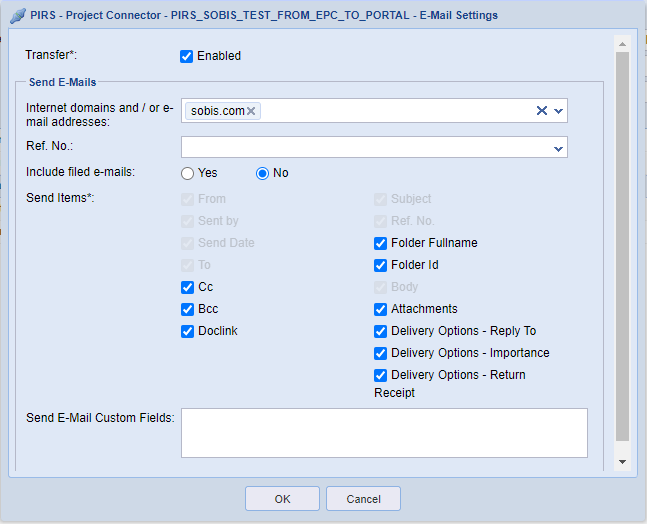 PIRS - Project Connector - PIRS_SOBIS_TEST_FROM_EPC_TO_PORTAL - E-Mail Settings
Transfer*: Enabled
Send E-Mails
Internet domains and / or e-
mail addresses:
sobis.com
Ref. No.:
Include filed e-mails: Yes No
Send Items*: From Subject
Sent by Ref. No.
Send Date Folder Fullname
To Folder Id
Cc Body
Bcc Attachments
Doclink Delivery Options - Reply To
Delivery Options - Importance
Delivery Options - Return
Receipt
Send E-Mail Custom Fields:
OK Cancel